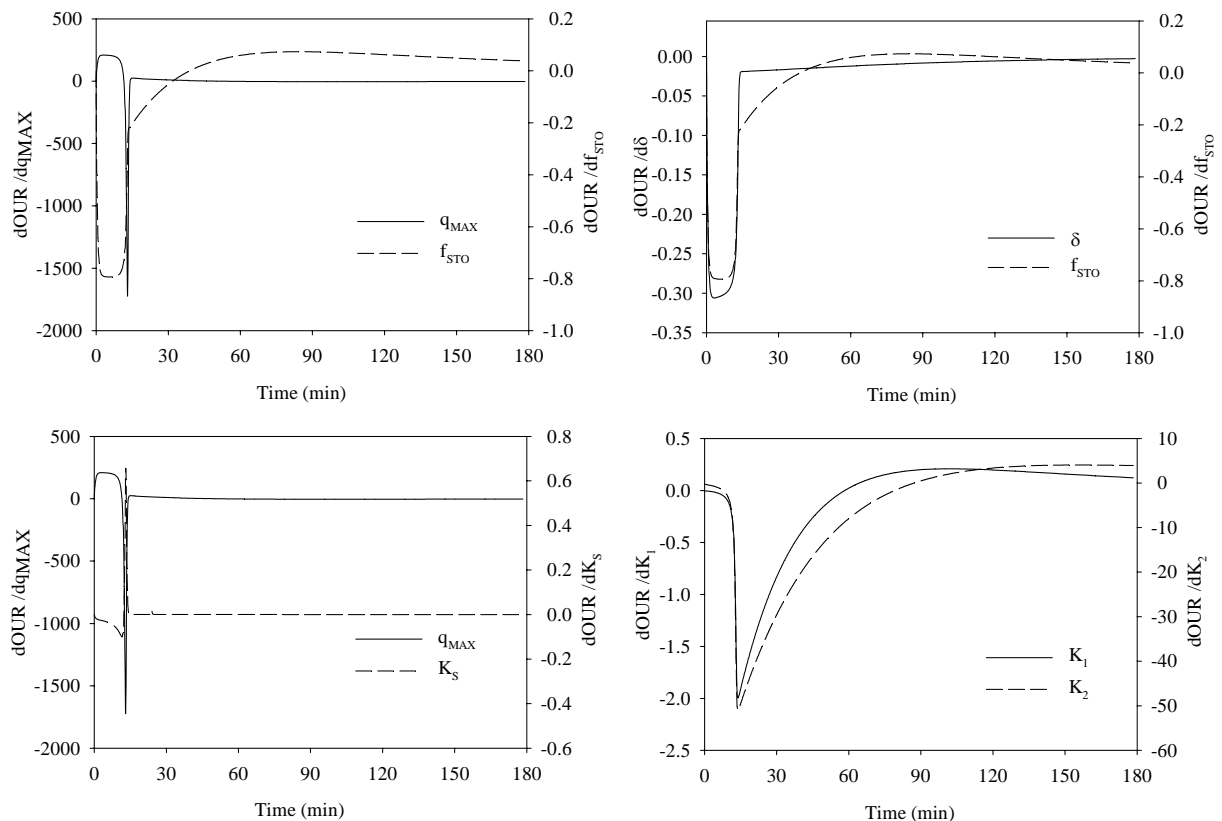 500
0
-500
-1000
-1500
-2000
dOUR /dqMAX
0.2
0.0
-0.2
-0.4
-0.6
-0.8
-1.0
dOUR /dfSTO
qMAX
fSTO
0 30 60 90 120 150 180
Time (min)
0.00
-0.05
-0.10
-0.15
-0.20
-0.25
-0.30
-0.35
dOUR /dδ
0.2
0.0
-0.2
-0.4
-0.6
-0.8
-1.0
dOUR /dfSTO
δ
fSTO
0 30 60 90 120 150 180
Time (min)
500
0
-500
-1000
-1500
-2000
dOUR /dqMAX
0.8
0.6
0.4
0.2
0.0
-0.2
-0.4
-0.6
dOUR /dKS
qMAX
KS
0 30 60 90 120 150 180
Time (min)
0.5
0.0
-0.5
-1.0
-1.5
-2.0
-2.5
dOUR /dK1
10
0
-10
-20
-30
-40
-50
-60
dOUR /dK2
K1
K2
0 30 60 90 120 150 180
Time (min)